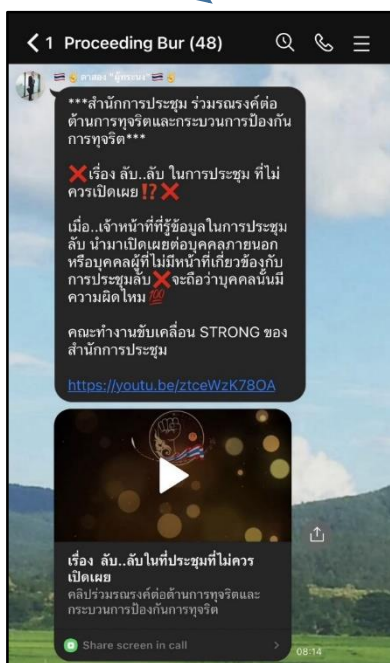 1 Proceeding Bur (48)
***สำนักการประชุม ร่วมรณรงค์ต่อ
ต้านการทุจริตและกระบวนการป้องกัน
การทุจริต***
❌เรื่อง ลับ..ลับ ในการประชุม ที่ไม่
ควรเปิดเผย⁉️❌
เมื่อ..เจ้าหน้าที่ที่รู้ข้อมูลในการประชุม
ลับ นำมาเปิดเผยต่อบุคคลภายนอก
หรือบุคคลผู้ที่ไม่มีหน้าที่เกี่ยวข้องกับ
การประชุมลับ❌จะถือว่าบุคคลนั้นมี
ความผิดไหม💯
คณะทำงานขับเคลื่อน STRONG ของ
สำนักการประชุม
https://youtu.be/ztceWzK78OA
เรื่อง ลับ..ลับในที่ประชุมที่ไม่ควร
เปิดเผย
คลิปร่วมรณรงค์ต่อต้านการทุจริตและ
กระบวนการป้องกันการทุจริต
Share screen in call
08:14